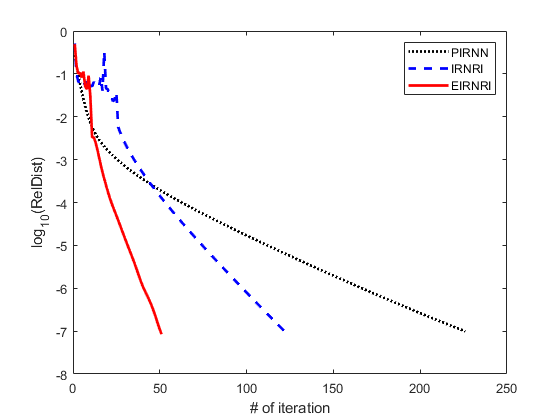 0
-1
-2
-3
-4
-5
-6
-7
-8
log10(RelDist)
PIRNN
IRNRI
EIRNRI
0 50 100 150 200 250
# of iteration